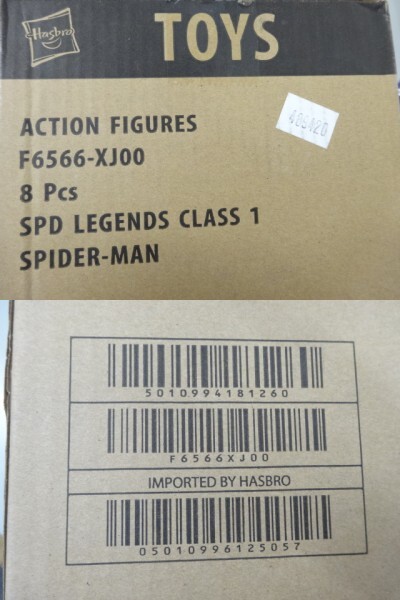 Hasbro
TOYS
466420
ACTION FIGURES
F6566-XJ00
8 Pcs
SPD LEGENDS CLASS 1
SPIDER-MAN
5010994181260
F6566XJ00
IMPORTED BY HASBRO
05010996125057